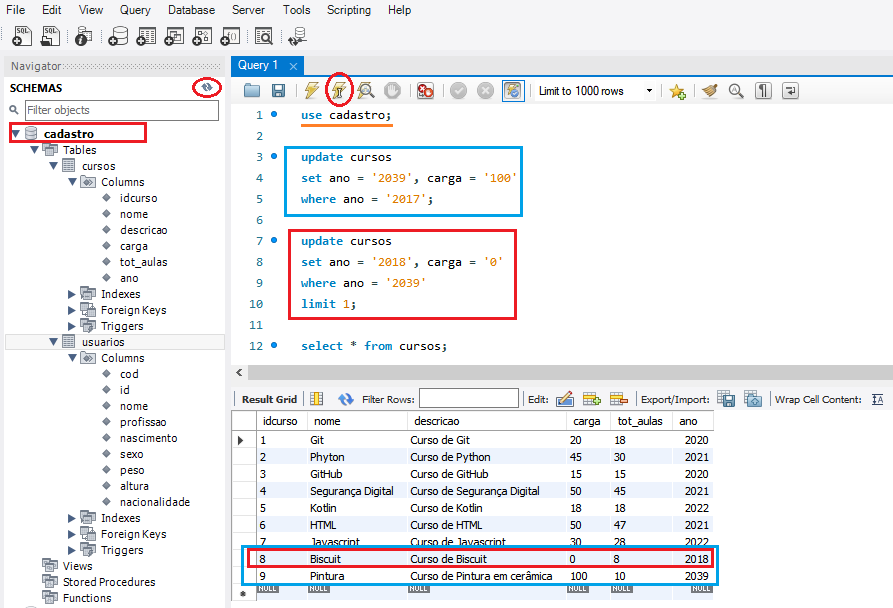 File Edit View Query Database Server Tools Scripting Help
Navigator
SCHEMAS
Filter objects
cadastro
Tables
cursos
Columns
idcurso
nome
descricao
carga
tot_aulas
ano
Indexes
Foreign Keys
Triggers
usuarios
Columns
cod
id
nome
profissao
nascimento
sexo
peso
altura
nacionalidade
Indexes
Foreign Keys
Triggers
Views
Stored Procedures
Functions
Query 1
Limit to 1000 rows
1 use cadastro;
2
3 update cursos
4 set ano = '2039', carga = '100'
5 where ano = '2017';
6
7 update cursos
8 set ano = '2018', carga = '0'
9 where ano = '2039'
10 limit 1;
11
12 select * from cursos;
Result Grid Filter Rows: Edit: Export/Import: Wrap Cell Content:
idcurso nome descricao carga tot_aulas ano
1 Git Curso de Git 20 18 2020
2 Phyton Curso de Python 45 30 2021
3 GitHub Curso de GitHub 15 15 2020
4 Segurança Digital Curso de Segurança Digital 50 45 2021
5 Kotlin Curso de Kotlin 18 18 2022
6 HTML Curso de HTML 50 47 2021
7 Javascript Curso de Javascript 30 28 2022
8 Biscuit Curso de Biscuit 0 8 2018
9 Pintura Curso de Pintura em cerâmica 100 10 2039
NULL NULL NULL NULL NULL NULL